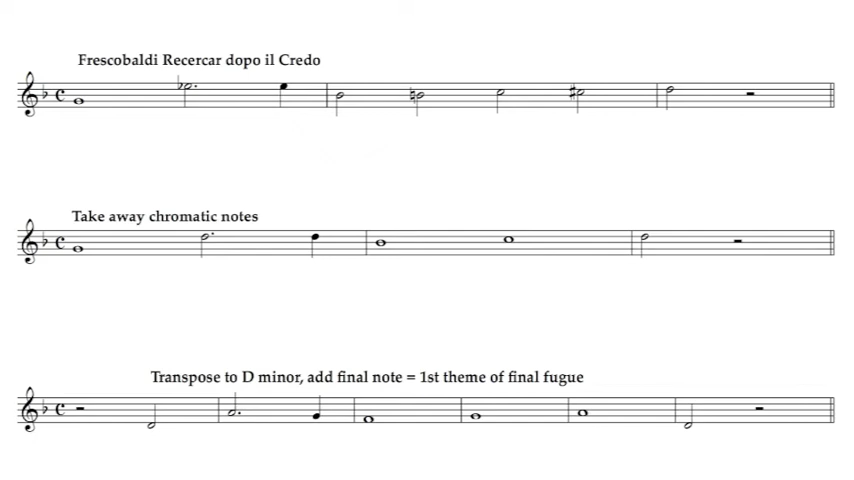 Frescobaldi Recercar dopo il Credo
Take away chromatic notes
Transpose to D minor, add final note = 1st theme of final fugue